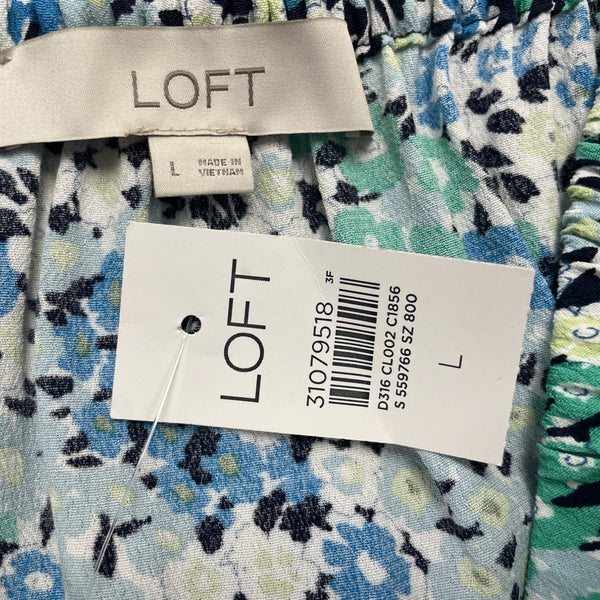 LOFT
L
MADE IN
VIETNAM
LOFT
31079518
3F
D316 CL002 C1856
S 559766 SZ 800
L